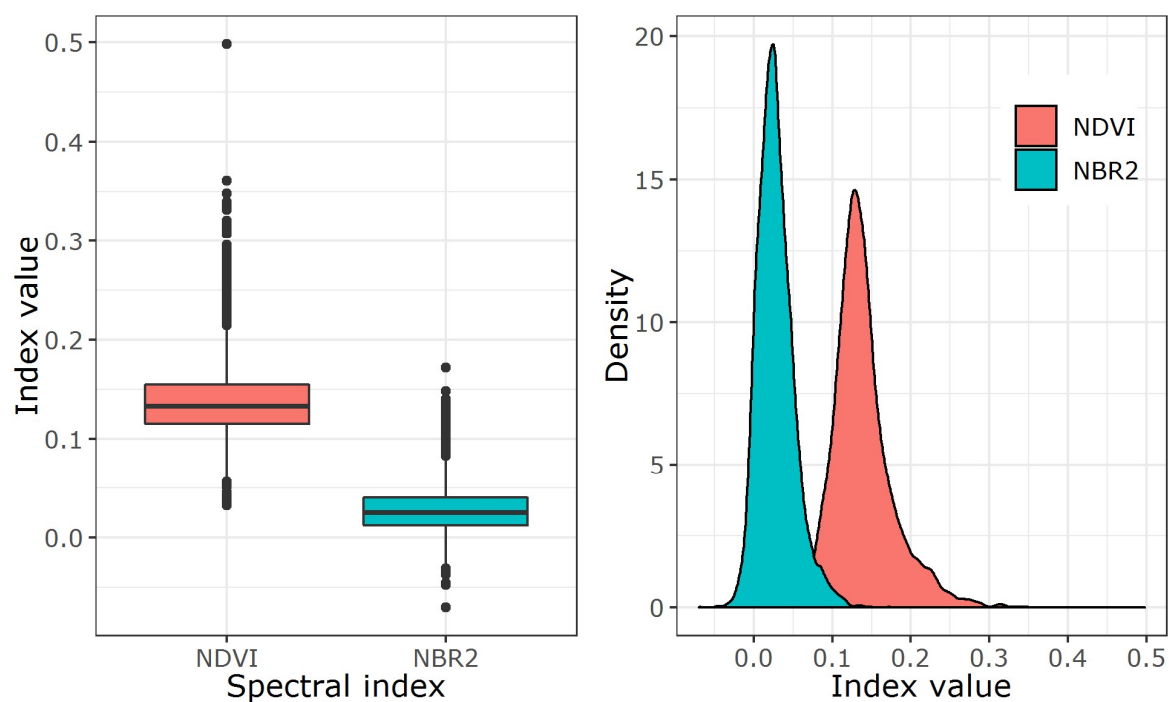 0.5
0.4
0.3
0.2
0.1
0.0
Index value
NDVI NBR2
Spectral index
20
15
10
5
0
Density
NDVI
NBR2
0.0 0.1 0.2 0.3 0.4 0.5
Index value